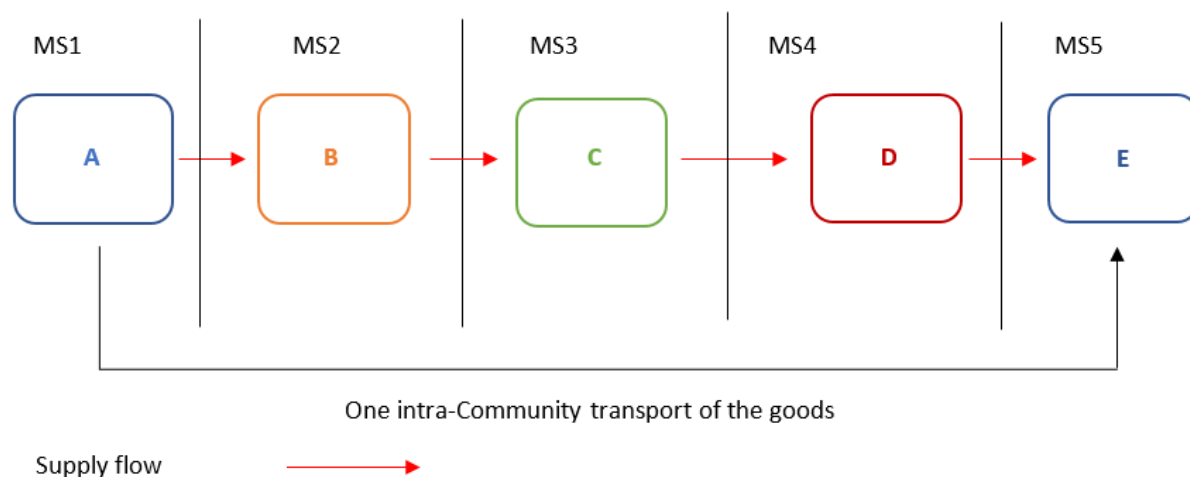 MS1 MS2 MS3 MS4 MS5
A B C D E
One intra-Community transport of the goods
Supply flow